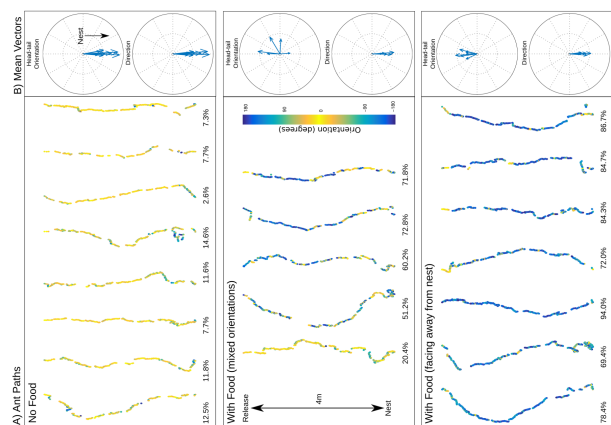 A) Ant Paths
No Food
12.5%
11.8%
7.7%
11.6%
14.6%
2.6%
7.7%
7.3%
B) Mean Vectors
Head-tail
Orientation
Nest
Direction
With Food (mixed orientations)
Release
4m
Nest
20.4%
51.2%
60.2%
72.8%
71.8%
180
90
0
-90
-180
Orientation (degrees)
Head-tail
Orientation
Direction
With Food (facing away from nest)
78.4%
69.4%
94.0%
72.0%
84.3%
84.7%
86.7%
Head-tail
Orientation
Direction